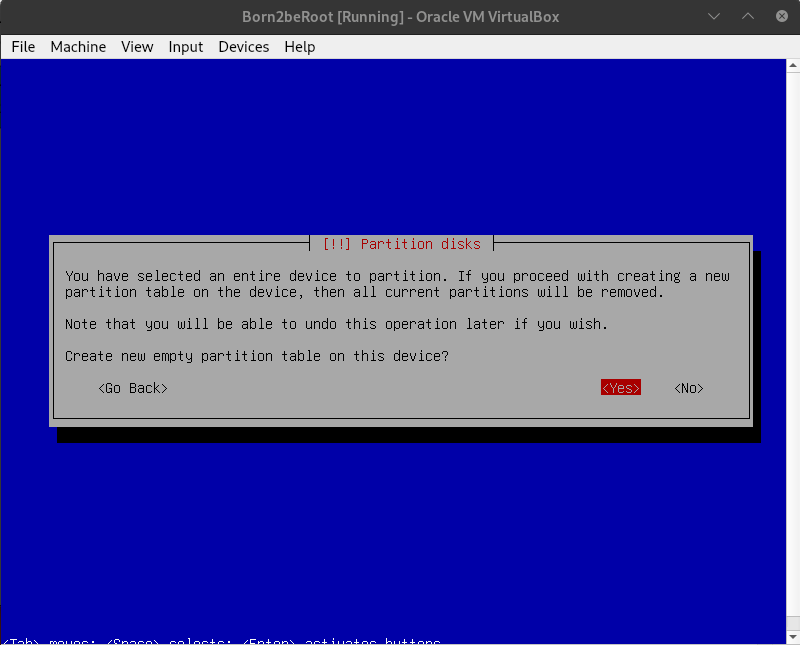 Born2beRoot [Running] - Oracle VM VirtualBox
File Machine View Input Devices Help
[!!] Partition disks
You have selected an entire device to partition. If you proceed with creating a new
partition table on the device, then all current partitions will be removed.
Note that you will be able to undo this operation later if you wish.
Create new empty partition table on this device?
<Go Back> <Yes> <No>
<Tab> moves; <Space> selects; <Enter> activates buttons